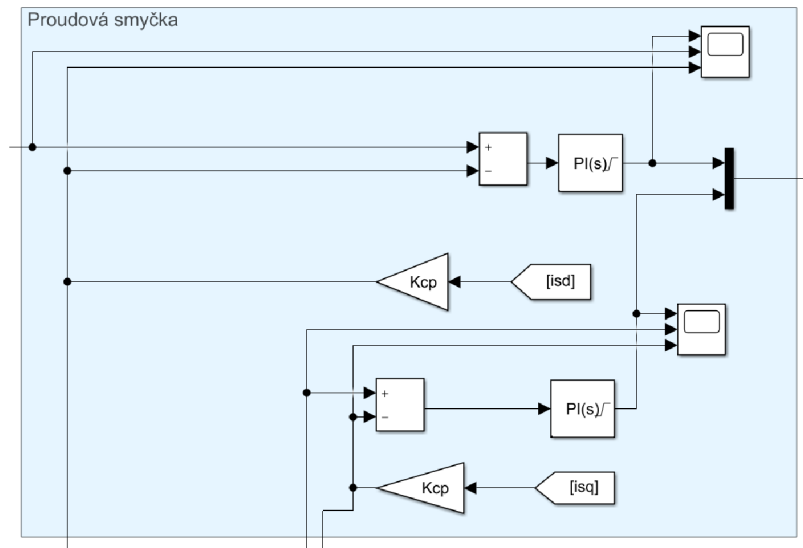 Proudová smyčka
+
−
PI(s)
Kcp
[isd]
+
−
PI(s)
Kcp
[isq]